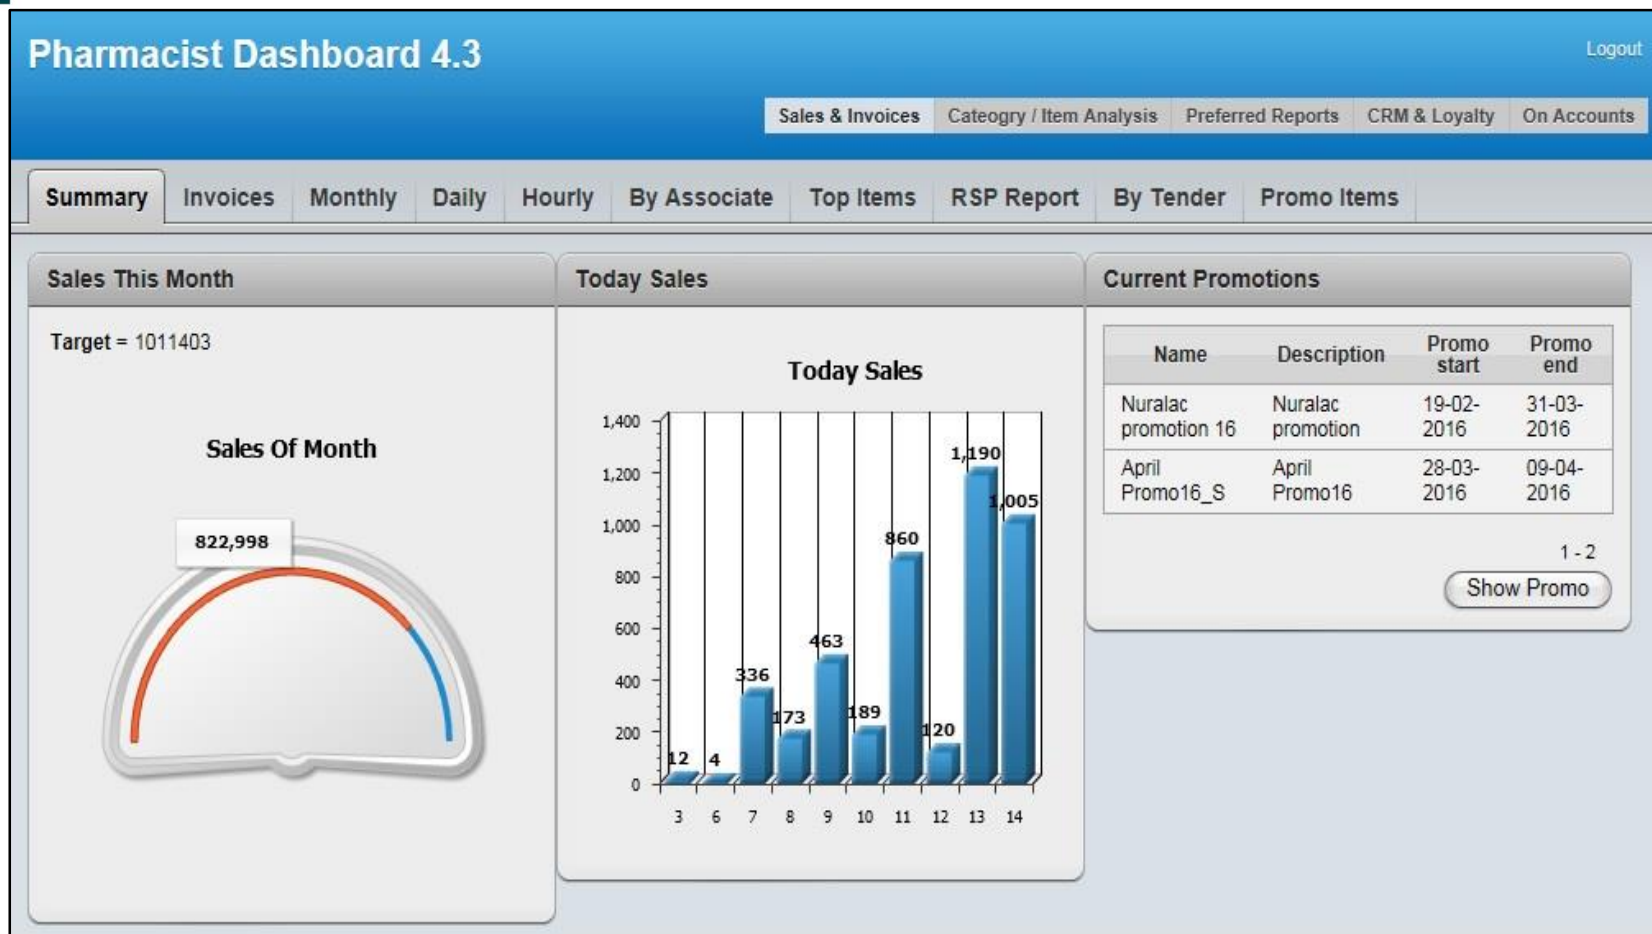 Pharmacist Dashboard 4.3
Logout
Sales & Invoices Cateogry / Item Analysis Preferred Reports CRM & Loyalty On Accounts
Summary Invoices Monthly Daily Hourly By Associate Top Items RSP Report By Tender Promo Items
Sales This Month
Target = 1011403
Sales Of Month
822,998
Today Sales
Today Sales
1,400
1,200
1,000
800
600
400
200
0
12 4 336 173 463 189 860 120 1,190 1,005
3 6 7 8 9 10 11 12 13 14
Current Promotions
Name Description Promo start Promo end
Nuralac Nuralac 19-02- 31-03-
promotion 16 promotion 2016 2016
April April 28-03- 09-04-
Promo16_S Promo16 2016 2016
1 - 2
Show Promo